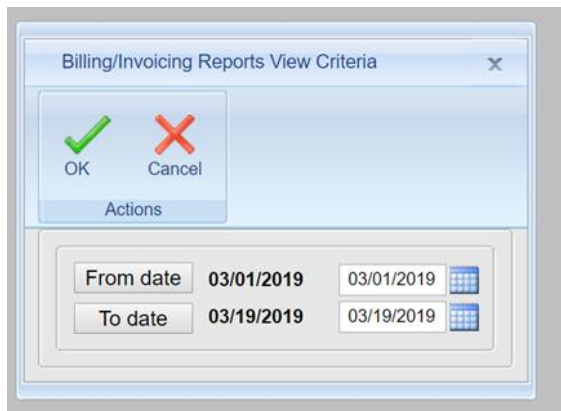 Billing/Invoicing Reports View Criteria
OK Cancel
Actions
From date 03/01/2019 03/01/2019
To date 03/19/2019 03/19/2019